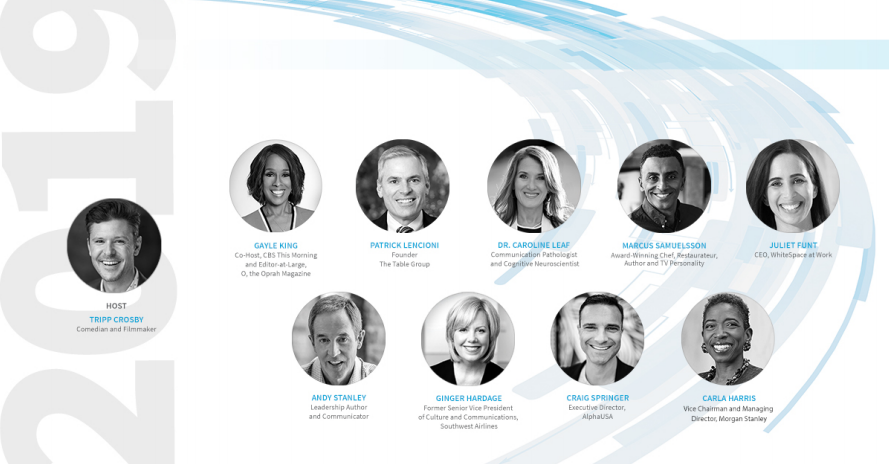 2019
GAYLE KING
Co-Host, CBS This Morning
and Editor-at-Large,
O, the Oprah Magazine
PATRICK LENCIONI
Founder
The Table Group
DR. CAROLINE LEAF
Communication Pathologist
and Cognitive Neuroscientist
MARCUS SAMUELSSON
Award-Winning Chef, Restaurateur,
Author and TV Personality
JULIET FUNT
CEO, WhiteSpace at Work
HOST
TRIPP CROSBY
Comedian and Filmmaker
ANDY STANLEY
Leadership Author
and Communicator
GINGER HARDAGE
Former Senior Vice President
of Culture and Communications,
Southwest Airlines
CRAIG SPRINGER
Executive Director,
AlphaUSA
CARLA HARRIS
Vice Chairman and Managing
Director, Morgan Stanley